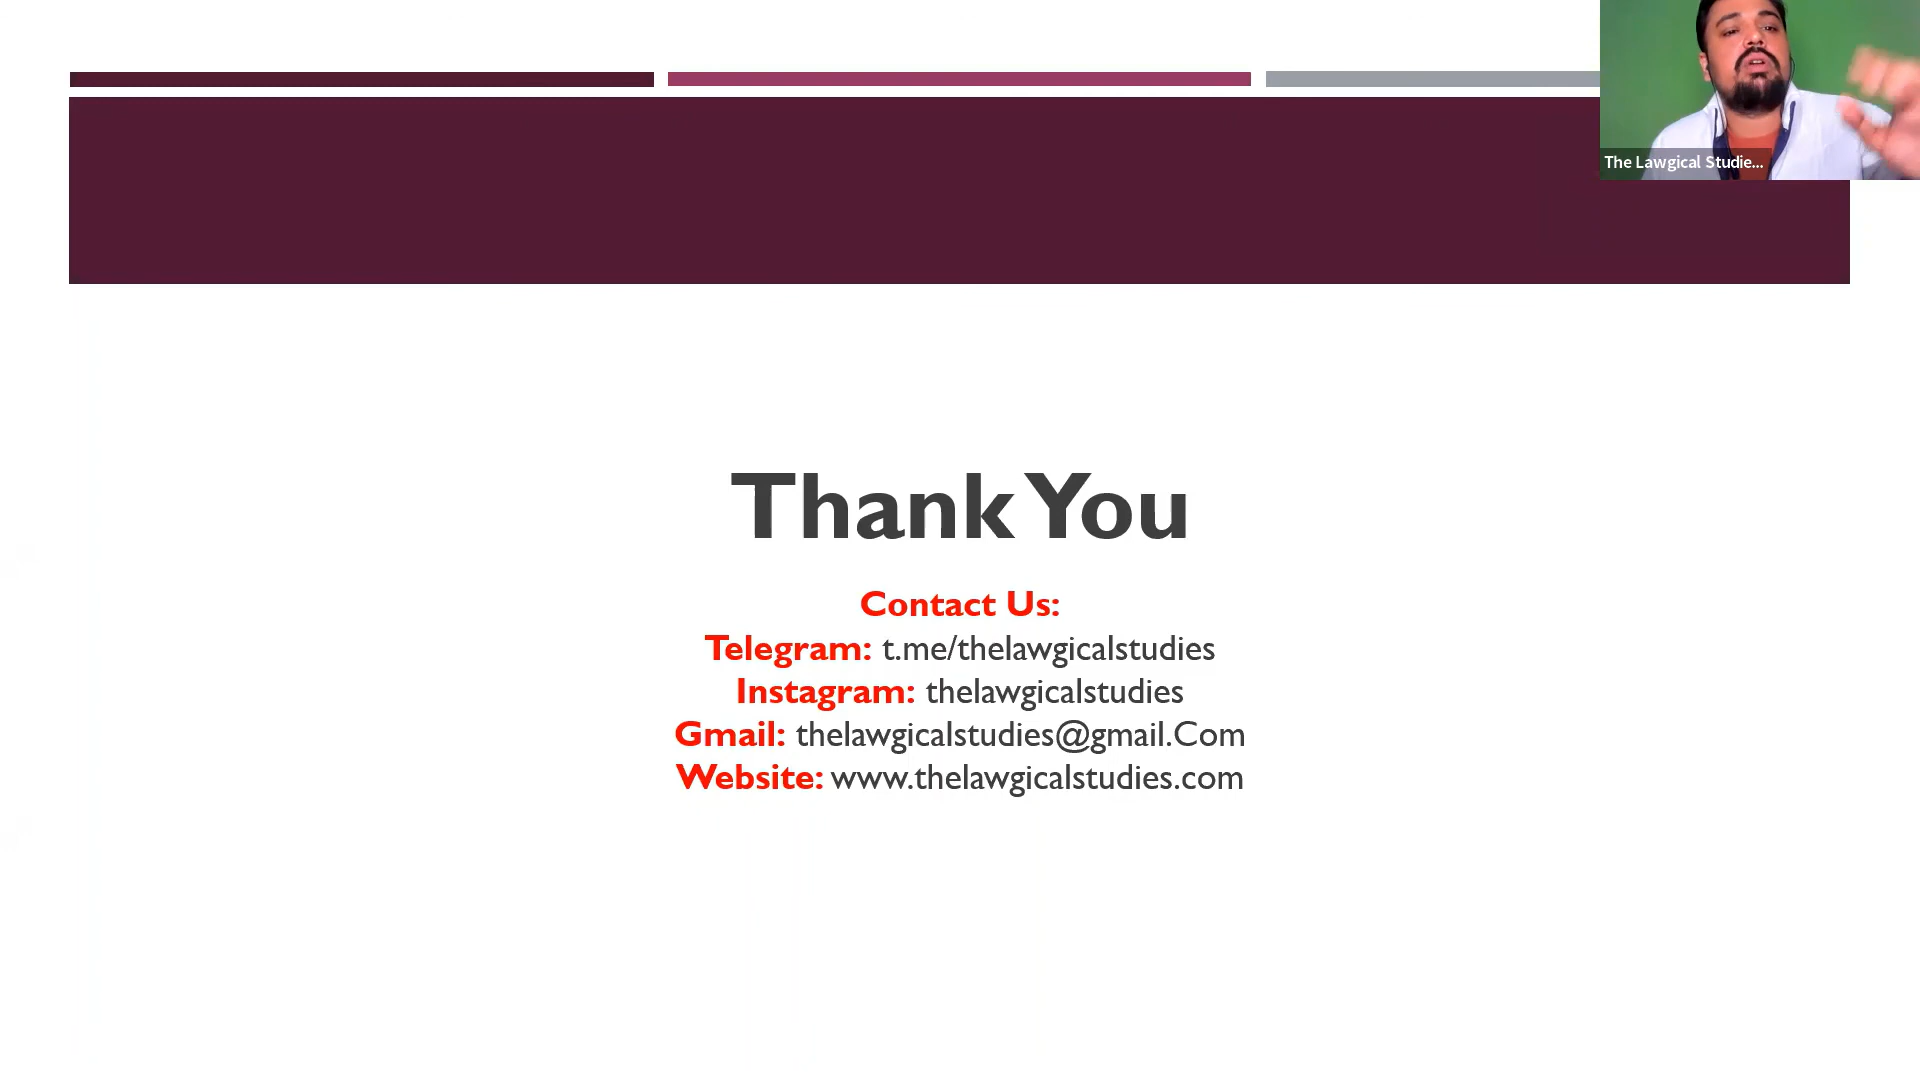 The Lawgical Studie...
Thank You
Contact Us:
Telegram: t.me/thelawgicalstudies
Instagram: thelawgicalstudies
Gmail: thelawgicalstudies@gmail.Com
Website: www.thelawgicalstudies.com